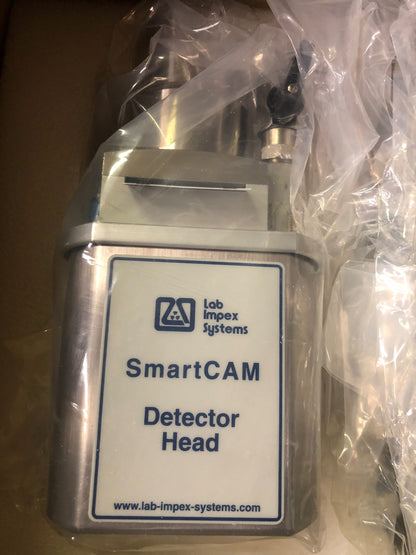 Lab
Impex
Systems
SmartCAM
Detector
Head
www.lab-impex-systems.com